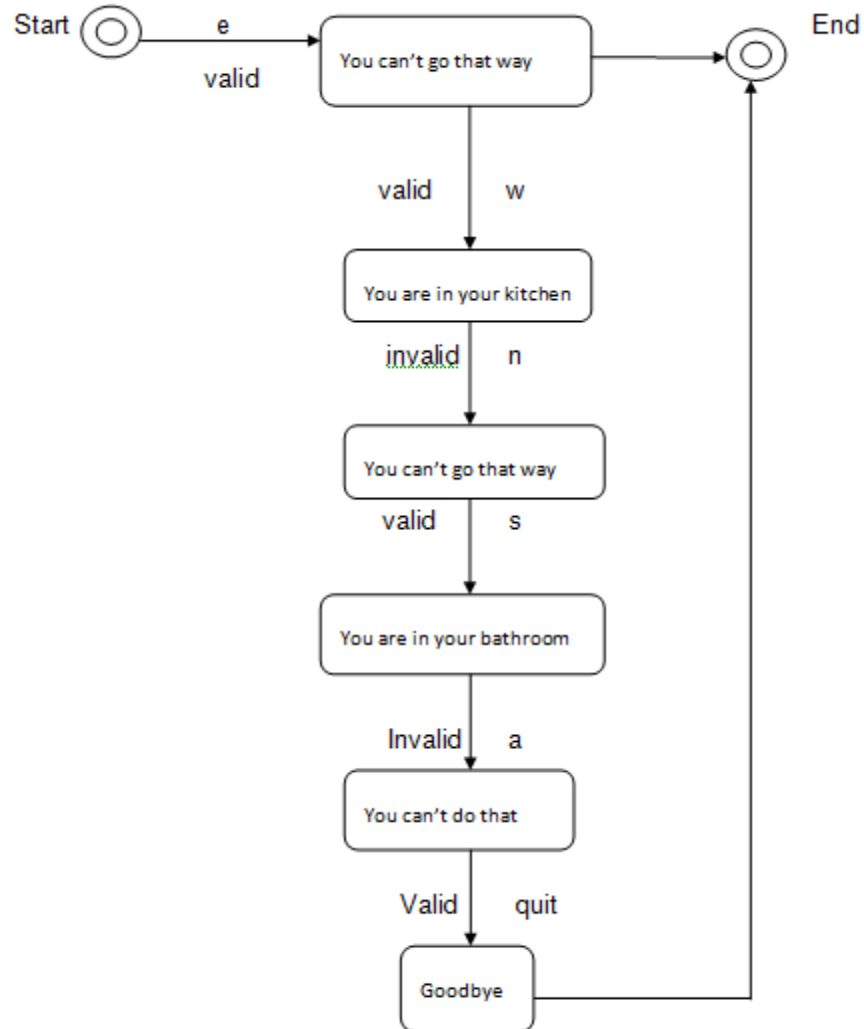 Start
e
End
valid
You can't go that way
valid w
You are in your kitchen
invalid n
You can't go that way
valid s
You are in your bathroom
Invalid a
You can't do that
Valid quit
Goodbye